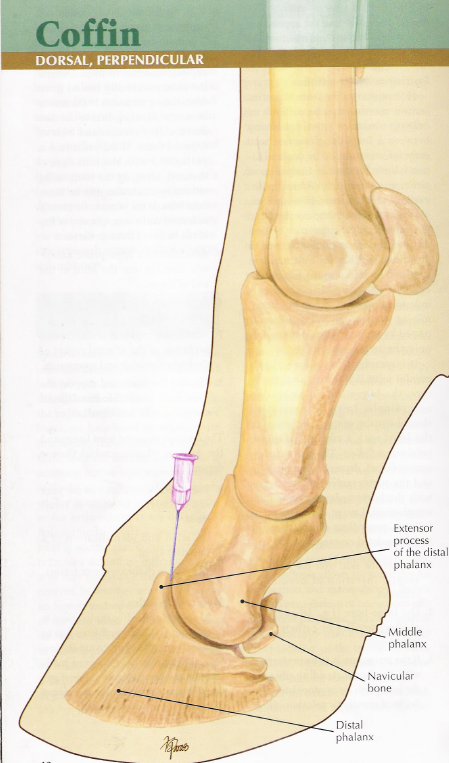 Coffin
DORSAL, PERPENDICULAR
Extensor
process
of the distal
phalanx
Middle
phalanx
Navicular
bone
Distal
phalanx